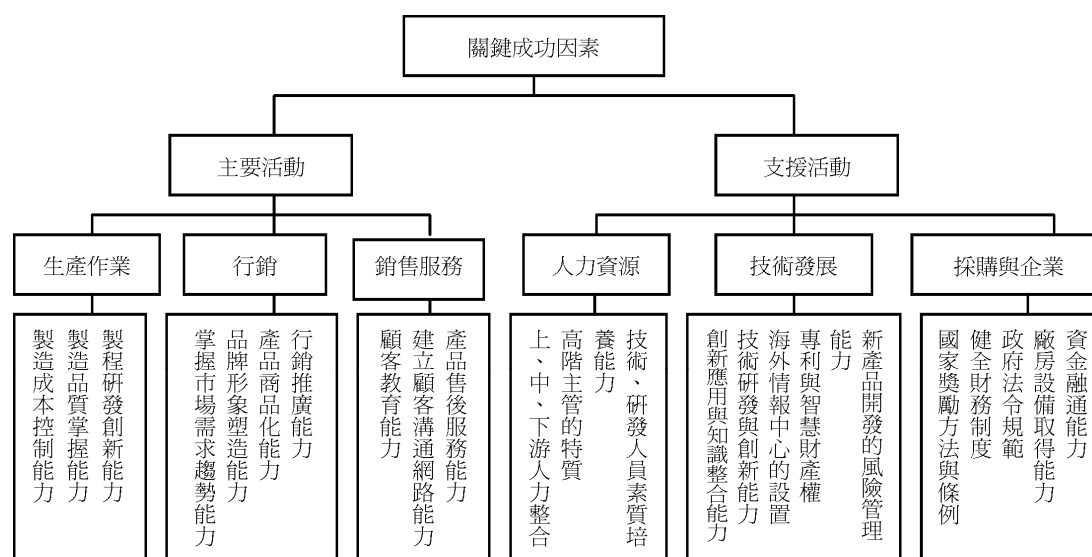 關鍵成功因素
主要活動
支援活動
生產作業
行銷
銷售服務
人力資源
技術發展
採購與企業
製程研發創新能力
製造品質掌握能力
製造成本控制能力
行銷推廣能力
產品商品化能力
品牌形象塑造能力
掌握市場需求趨勢能力
產品售後服務能力
建立顧客溝通網路能力
顧客教育能力
技術、研發人員素質培
養能力
高階主管的特質
上、中、下游人力整合
新產品開發的風險管理
能力
專利與智慧財產權
海外情報中心的設置
技術研發與創新能力
創新應用與知識整合能力
資金融通能力
廠房設備取得能力
政府法令規範
健全財務制度
國家獎勵方法與條例